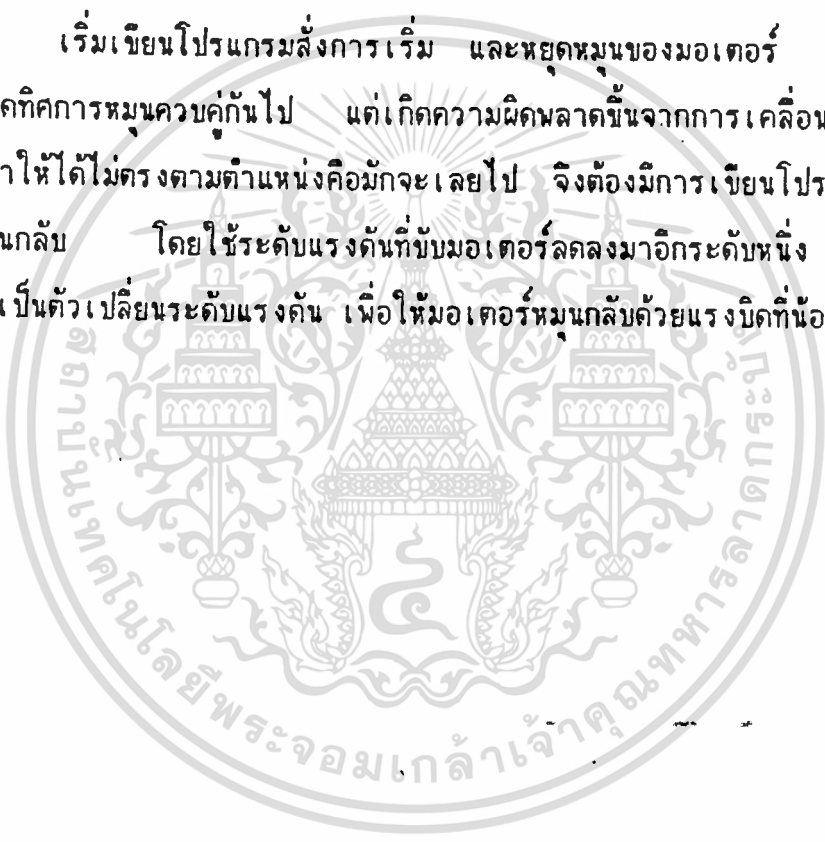 เริ่มเขียนโปรแกรมสั่งการเริ่ม และหยุดหมุนของมอเตอร์
ดทิศการหมุนควบคู่กันไป แต่เกิดความผิดพลาดขึ้นจากการเคลื่อน
าให้ได้ไม่ตรงตามตำแหน่งคือมักจะเลยไป จึงต้องมีการเขียนโปร
นกลับ โดยใช้ระดับแรงดันที่ขับมอเตอร์ลดลงมาอีกระดับหนึ่ง
เป็นตัวเปลี่ยนระดับแรงดัน เพื่อให้มอเตอร์หมุนกลับด้วยแรงบิดที่น้อ
สถาบันเทคโนโลยีพระจอมเกล้าเจ้าคุณทหารลาดกระบัง